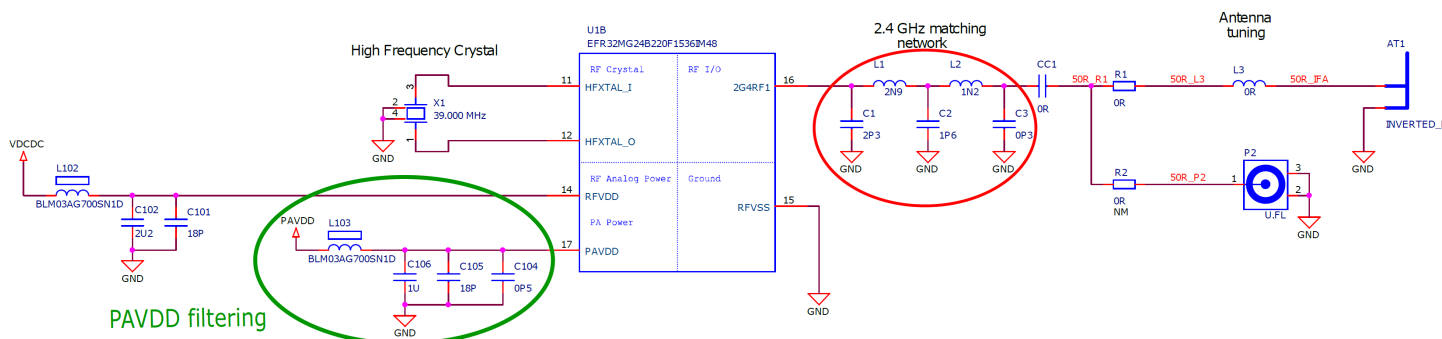 High Frequency Crystal
U1B
EFR32MG24B220F1536IM48
2.4 GHz matching
network
Antenna
tuning
RF Crystal
RF I/O
11
HFXTAL_I
12
HFXTAL_O
3
2
4
1
X1
39.000 MHz
GND
16
2G4RF1
L1
2N9
L2
1N2
C1
2P3
GND
C2
1P6
GND
C3
0P3
GND
CC1
0R
50R_R1
R1
0R
50R_L3
L3
0R
50R_IFA
AT1
INVERTED_
GND
R2
0R
NM
50R_P2
P2
1
3
2
U.FL
GND
VDCDC
L102
BLM03AG700SN1D
C102
2U2
C101
18P
GND
RF Analog Power
Ground
14
RFVDD
PA Power
17
PAVDD
15
RFVSS
GND
PAVDD
L103
BLM03AG700SN1D
C106
1U
C105
18P
C104
0P5
GND
PAVDD filtering